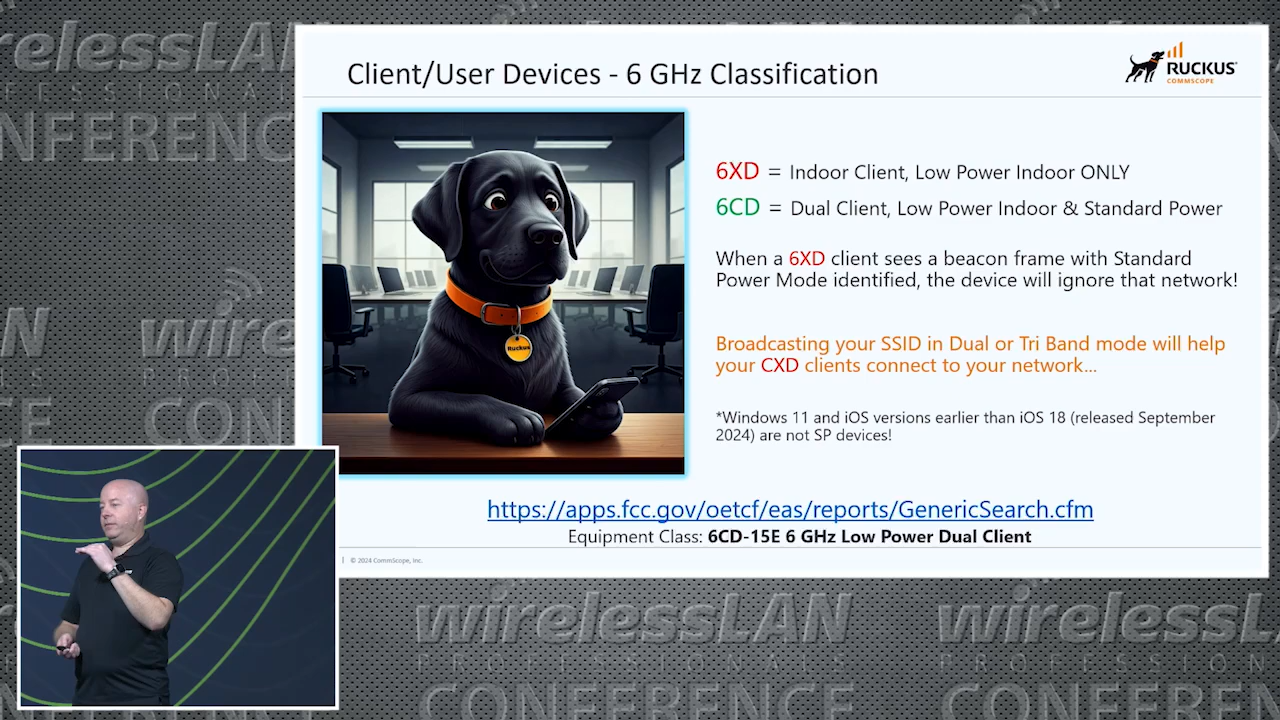 Client/User Devices - 6 GHz Classification
RUCKUS
COMMSCOPE
6XD = Indoor Client, Low Power Indoor ONLY
6CD = Dual Client, Low Power Indoor & Standard Power
When a 6XD client sees a beacon frame with Standard
Power Mode identified, the device will ignore that network!
Broadcasting your SSID in Dual or Tri Band mode will help
your CXD clients connect to your network...
*Windows 11 and iOS versions earlier than iOS 18 (released September
2024) are not SP devices!
Ruckus
https://apps.fcc.gov/oetcf/eas/reports/GenericSearch.cfm
Equipment Class: 6CD-15E 6 GHz Low Power Dual Client
| © 2024 CommScope, Inc.
wirelessLAN
PROFESSIONALS
CONFERENCE